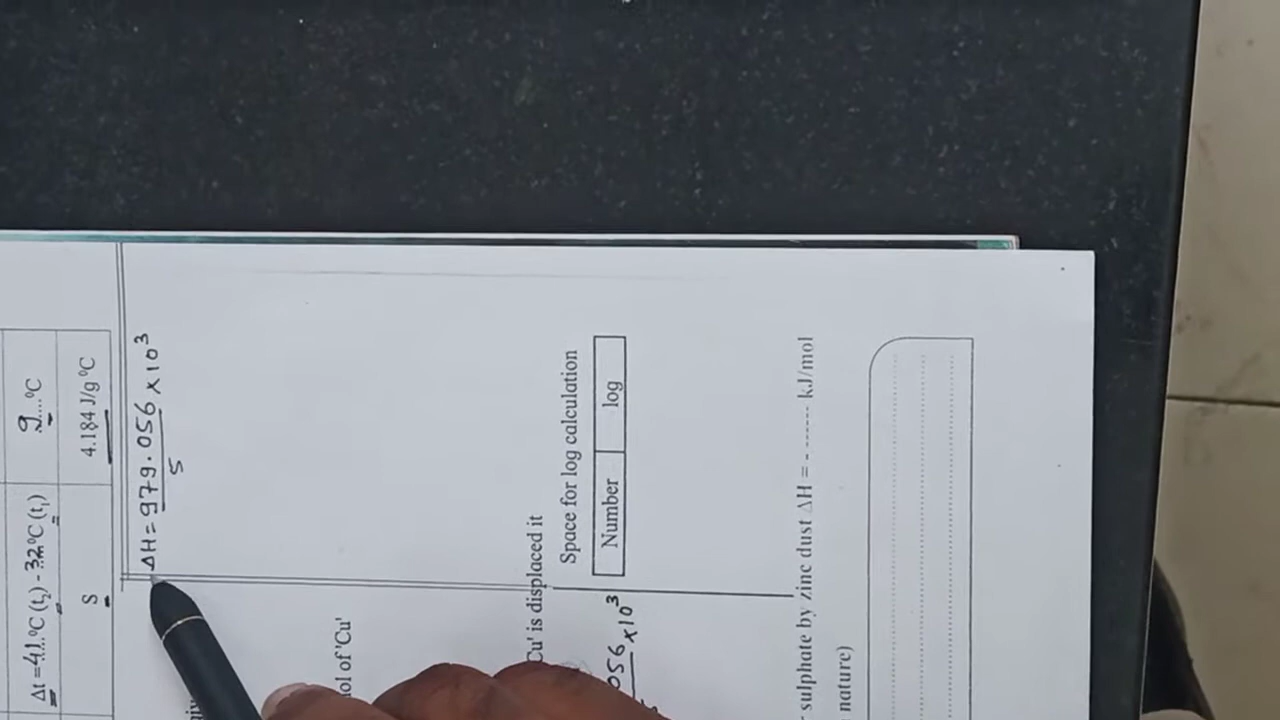 Δt = 41 °C (t₂) - 32 °C (t₁)
9 °C
S
4.184 J/g °C
ΔH = 979.056 x 10³
5
of 'Cu'
Cu' is displaced it
Space for log calculation
Number
log
056 x 10³
sulphate by zinc dust ΔH = - ------- kJ/mol
nature)